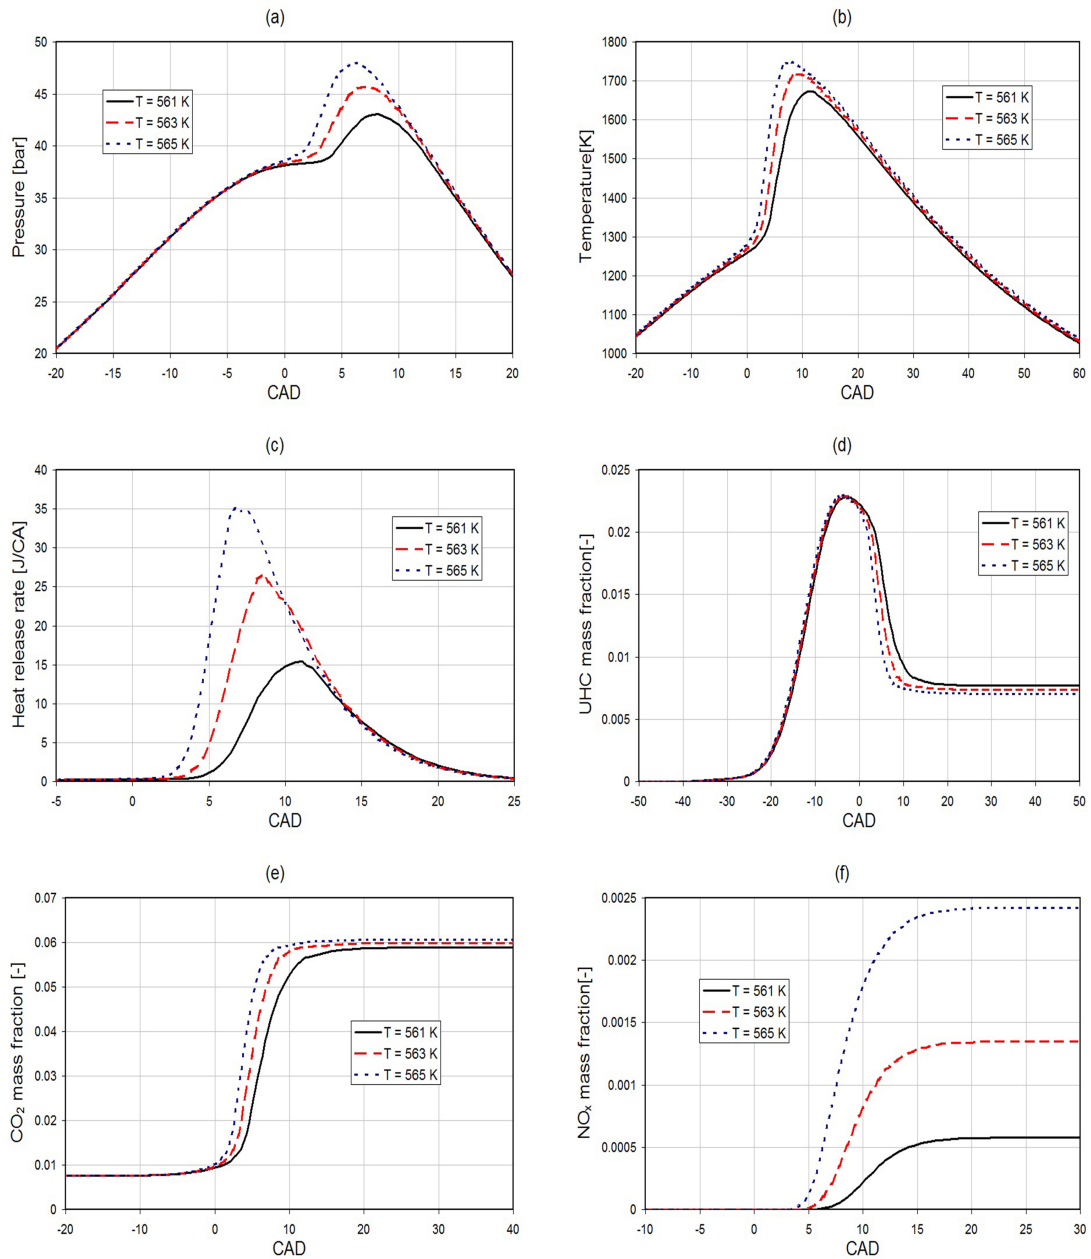 (a)
50
45
40
35
30
25
20
Pressure [bar]
T = 561 K
T = 563 K
T = 565 K
-20 -15 -10 -5 0 5 10 15 20
CAD
(b)
1800
1700
1600
1500
1400
1300
1200
1100
1000
Temperature[K]
T = 561 K
T = 563 K
T = 565 K
-20 -10 0 10 20 30 40 50 60
CAD
(c)
40
35
30
25
20
15
10
5
0
Heat release rate [J/CA]
T = 561 K
T = 563 K
T = 565 K
-5 0 5 10 15 20 25
CAD
(d)
0.025
0.02
0.015
0.01
0.005
0
UHC mass fraction[-]
T = 561 K
T = 563 K
T = 565 K
-50 -40 -30 -20 -10 0 10 20 30 40 50
CAD
(e)
0.07
0.06
0.05
0.04
0.03
0.02
0.01
0
CO₂ mass fraction [-]
T = 561 K
T = 563 K
T = 565 K
-20 -10 0 10 20 30 40
CAD
(f)
0.0025
0.002
0.0015
0.001
0.0005
0
NOₓ mass fraction[-]
T = 561 K
T = 563 K
T = 565 K
-10 -5 0 5 10 15 20 25 30
CAD